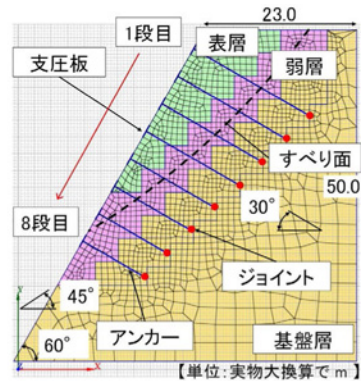 23.0
1段目
表層
支圧板
弱層
すべり面
50.0
30°
8段目
ジョイント
45°
アンカー
基盤層
60°
【単位:実物大換算で m】